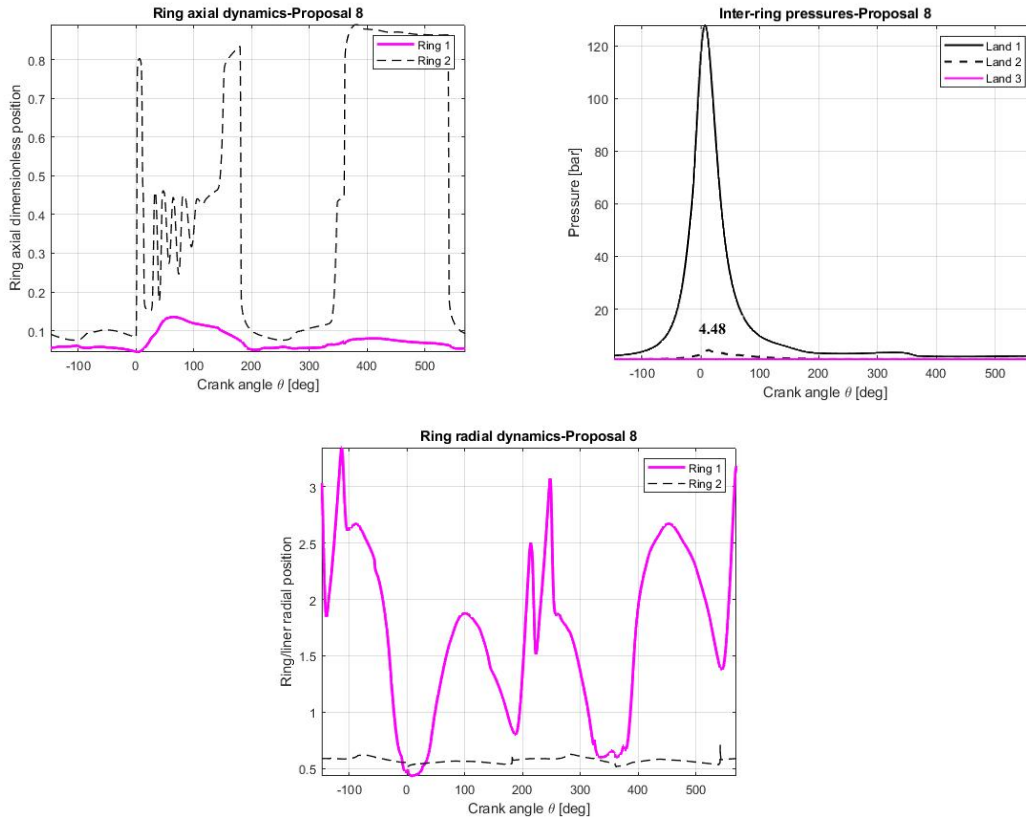 Ring axial dynamics-Proposal 8
Ring axial dimensionless position
0.8
0.7
0.6
0.5
0.4
0.3
0.2
0.1
-100 0 100 200 300 400 500
Crank angle θ [deg]
Ring 1
Ring 2
Inter-ring pressures-Proposal 8
Pressure [bar]
120
100
80
60
40
20
-100 0 100 200 300 400 500
Crank angle θ [deg]
Land 1
Land 2
Land 3
4.48
Ring radial dynamics-Proposal 8
Ring/liner radial position
3
2.5
2
1.5
1
0.5
-100 0 100 200 300 400 500
Crank angle θ [deg]
Ring 1
Ring 2